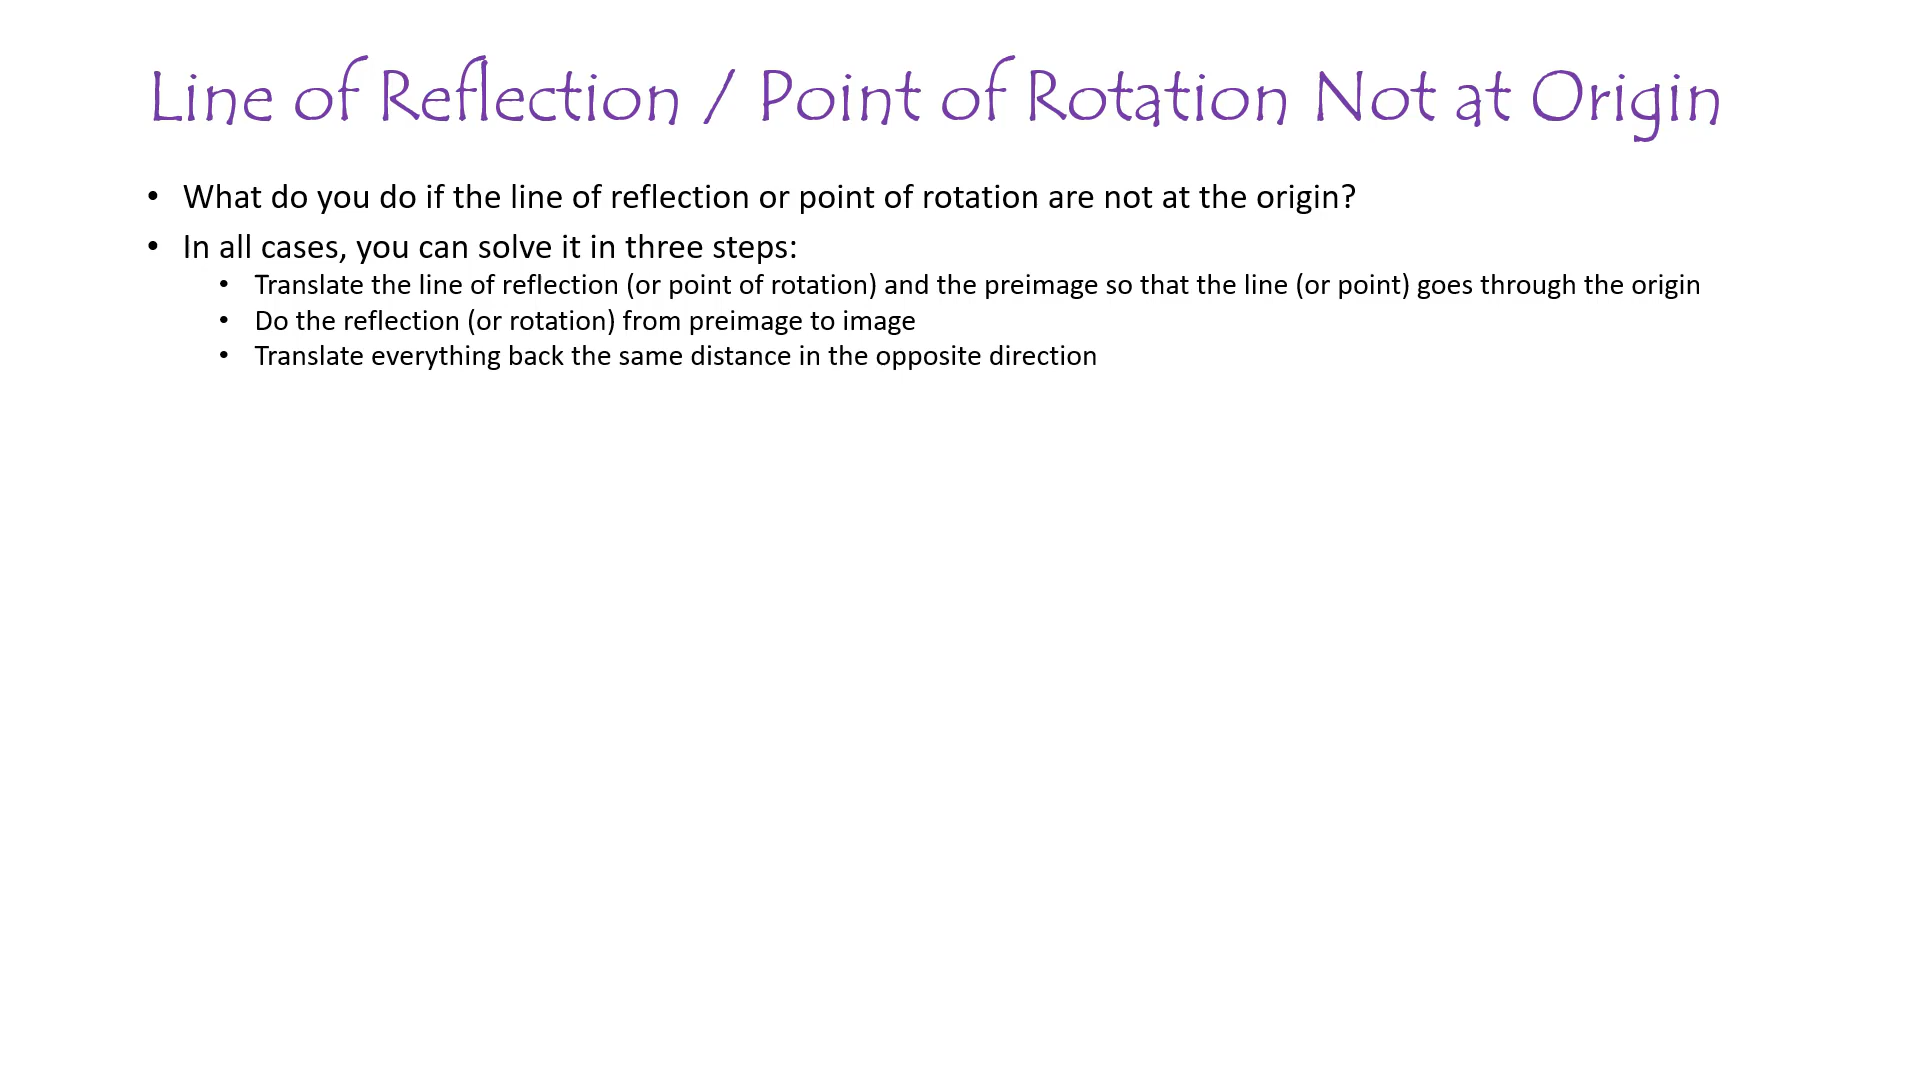 Line of Reflection / Point of Rotation Not at Origin
• What do you do if the line of reflection or point of rotation are not at the origin?
• In all cases, you can solve it in three steps:
• Translate the line of reflection (or point of rotation) and the preimage so that the line (or point) goes through the origin
• Do the reflection (or rotation) from preimage to image
• Translate everything back the same distance in the opposite direction